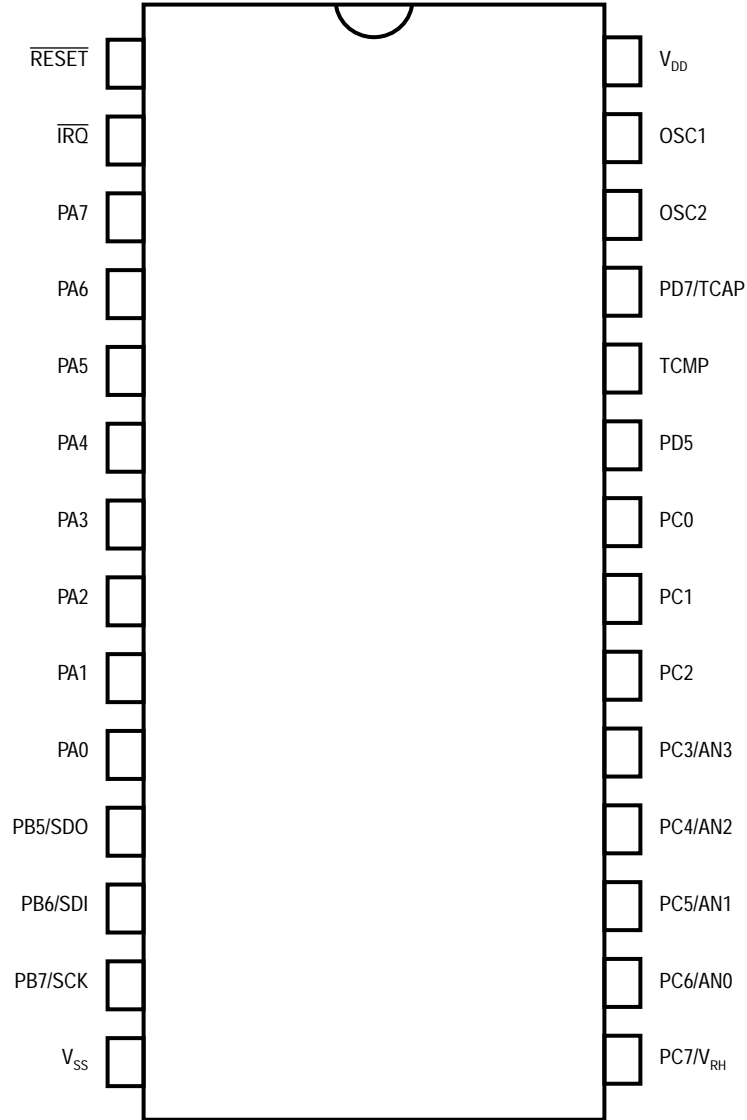 RESET
VDD
IRQ
OSC1
PA7
OSC2
PA6
PD7/TCAP
PA5
TCMP
PA4
PD5
PA3
PC0
PA2
PC1
PA1
PC2
PA0
PC3/AN3
PB5/SDO
PC4/AN2
PB6/SDI
PC5/AN1
PB7/SCK
PC6/AN0
VSS
PC7/VRH